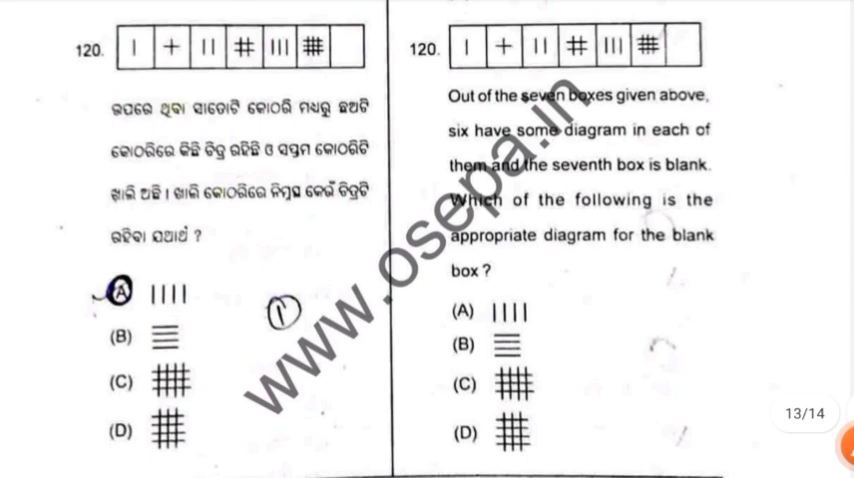 120.
ଉପରେ ଥିବା ସାତୋଟି କୋଠରି ମଧ୍ୟରୁ ଛଅଟି
କୋଠରିରେ କିଛି ଚିତ୍ର ରହିଛି ଓ ସପ୍ତମ କୋଠରିଟି
ଖାଲି ଅଛି । ଖାଲି କୋଠରିରେ ନିମ୍ନସ୍ଥ କେଉଁ ଚିତ୍ରଟି
ରହିବା ଯଥାର୍ଥ ?
A
(B)
(C)
(D)
120.
Out of the seven boxes given above,
six have some diagram in each of
them and the seventh box is blank.
Which of the following is the
appropriate diagram for the blank
box ?
(A)
(B)
(C)
(D)
www.osepa.in
13/14